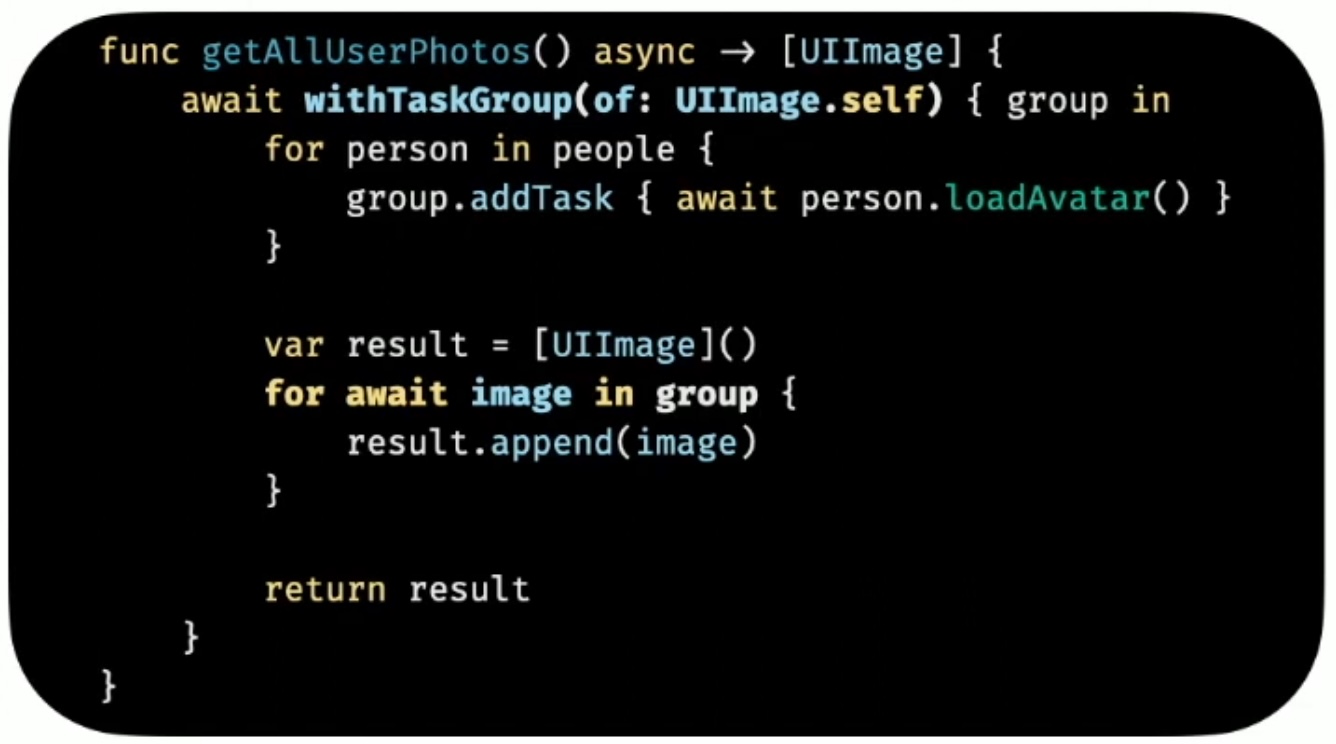 func getAllUserPhotos() async → [UIImage] {
    await withTaskGroup(of: UIImage.self) { group in
        for person in people {
            group.addTask { await person.loadAvatar() }
        }

        var result = [UIImage]()
        for await image in group {
            result.append(image)
        }

        return result
    }
}